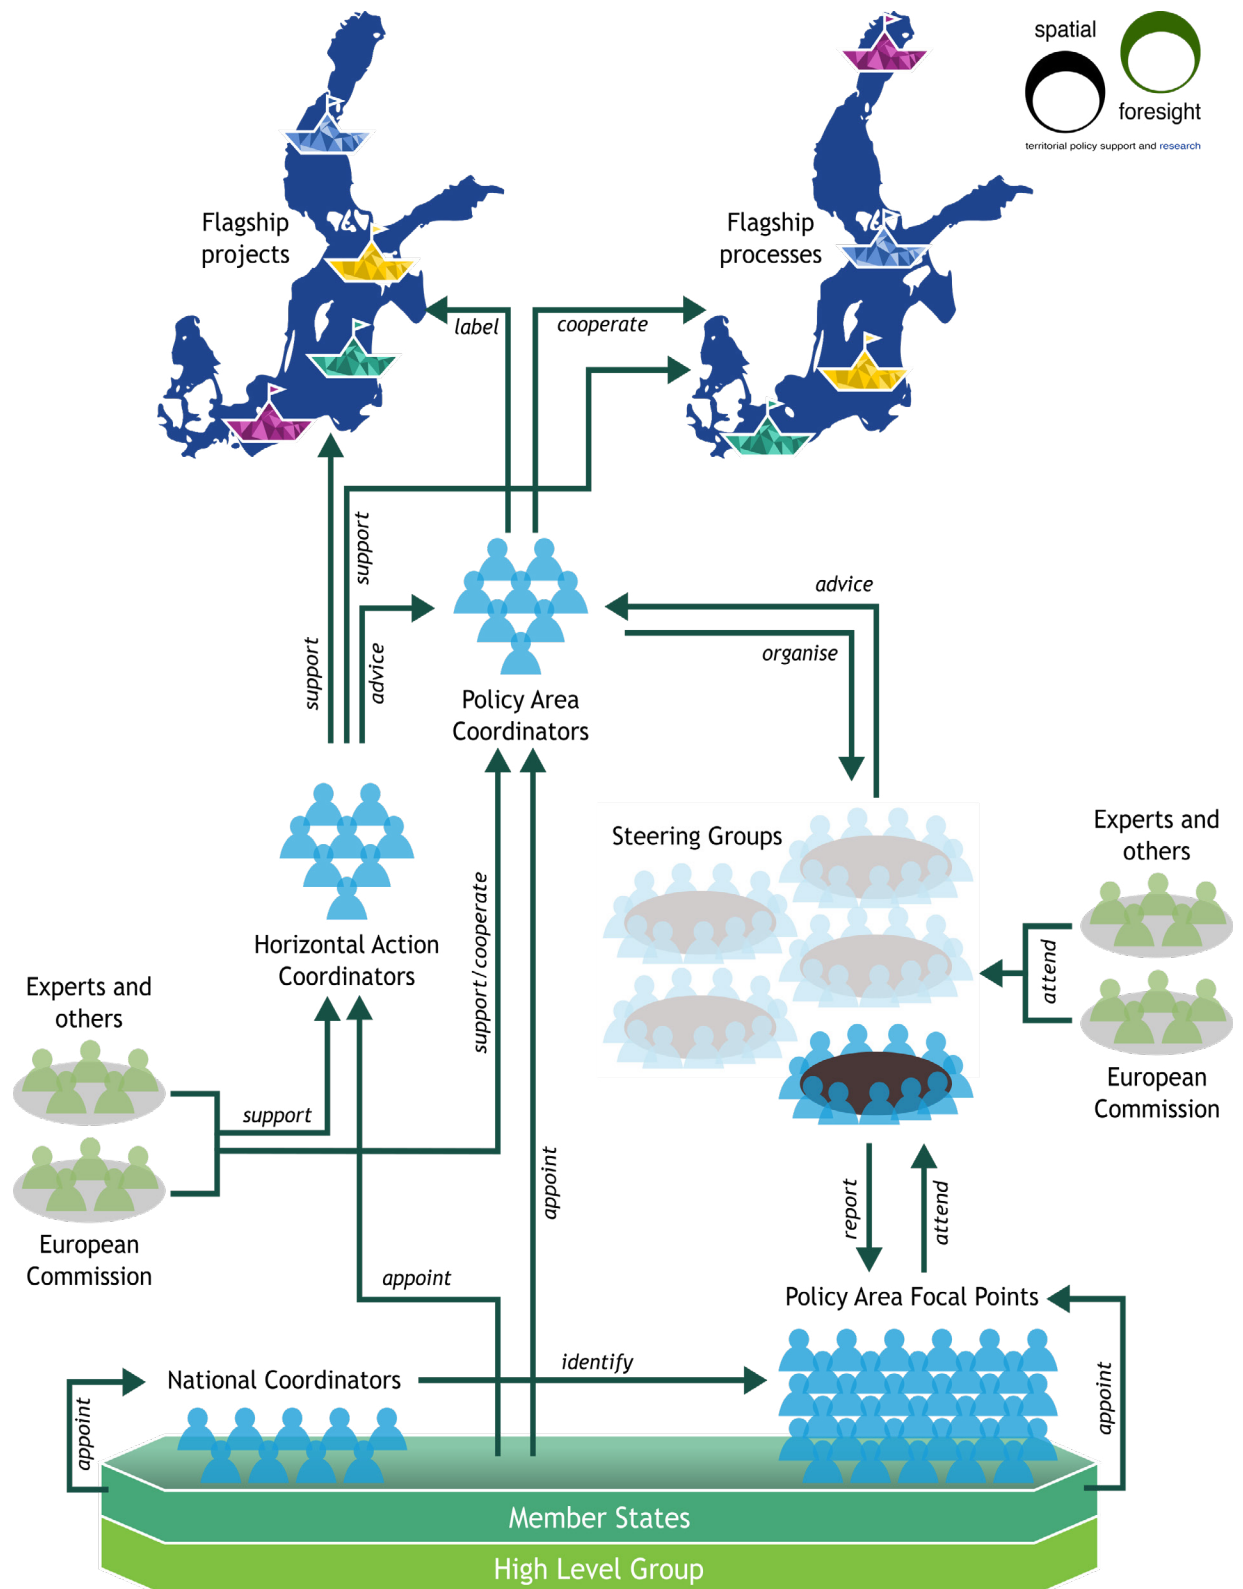 spatial
foresight
territorial policy support and research
Flagship
projects
Flagship
processes
label
cooperate
support
support
advice
Policy Area
Coordinators
advice
organise
Horizontal Action
Coordinators
support/cooperate
Steering Groups
Experts and
others
attend
European
Commission
Experts and
others
support
European
Commission
appoint
appoint
report
attend
Policy Area Focal Points
National Coordinators
identify
appoint
appoint
Member States
High Level Group